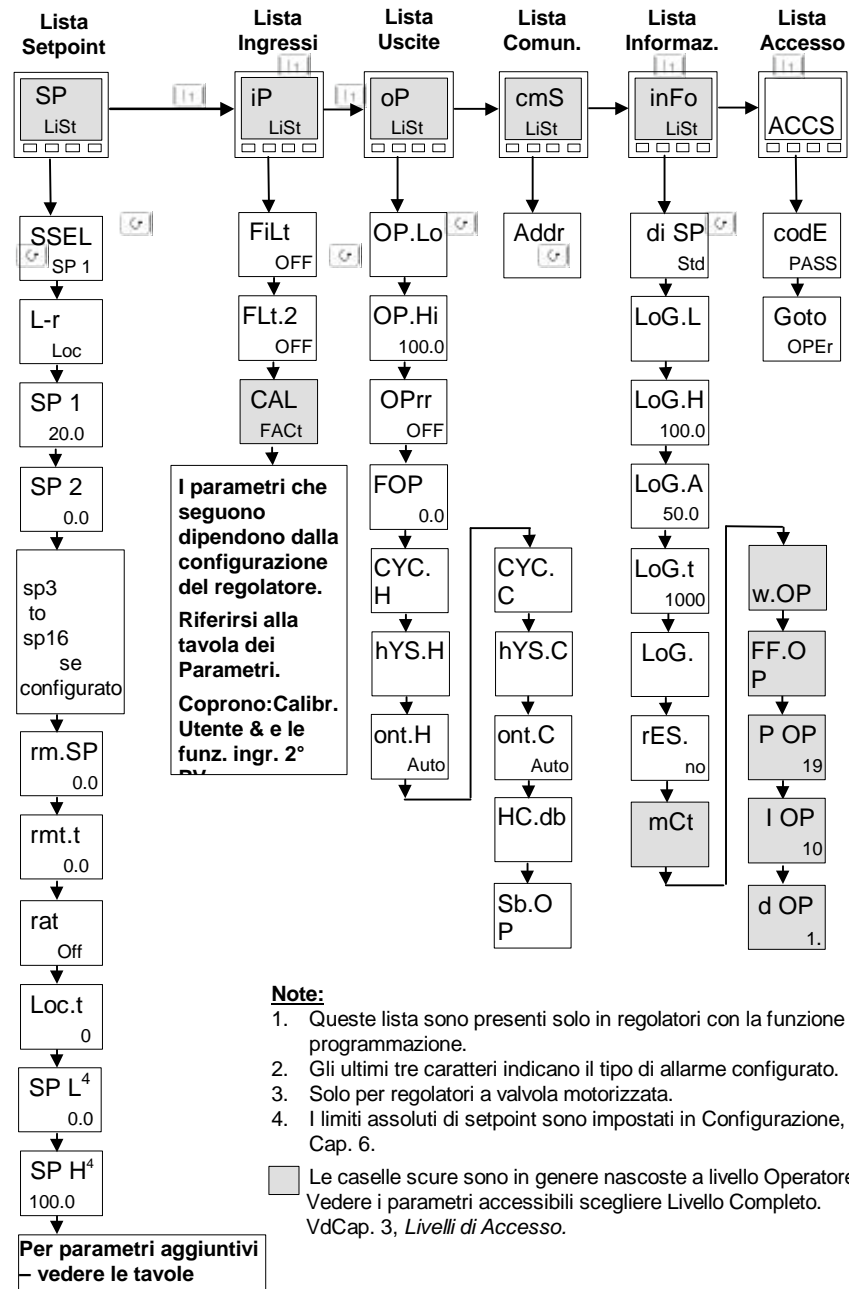 Lista
Setpoint
Lista
Ingressi
Lista
Uscite
Lista
Comun.
Lista
Informaz.
Lista
Accesso
SP
LiSt
iP
LiSt
oP
LiSt
cmS
LiSt
inFo
LiSt
ACCS
SSEL
SP 1
L-r
Loc
SP 1
20.0
SP 2
0.0
sp3
to
sp16
se
configurato
rm.SP
0.0
rmt.t
0.0
rat
Off
Loc.t
0
SP L4
0.0
SP H4
100.0
Per parametri aggiuntivi
– vedere le tavole
FiLt
OFF
FLt.2
OFF
CAL
FACt
I parametri che
seguono
dipendono dalla
configurazione
del regolatore.
Riferirsi alla
tavola dei
Parametri.
Coprono:Calibr.
Utente & e le
funz. ingr. 2°
PV
OP.Lo
OP.Hi
100.0
OPrr
OFF
FOP
0.0
CYC.
H
hYS.H
ont.H
Auto
Addr
CYC.
C
hYS.C
ont.C
Auto
HC.db
Sb.O
P
di SP
Std
LoG.L
LoG.H
100.0
LoG.A
50.0
LoG.t
1000
LoG.
rES.
no
mCt
codE
PASS
Goto
OPEr
w.OP
FF.O
P
P OP
19
I OP
10
d OP
1.
Note:
1. Queste lista sono presenti solo in regolatori con la funzione
programmazione.
2. Gli ultimi tre caratteri indicano il tipo di allarme configurato.
3. Solo per regolatori a valvola motorizzata.
4. I limiti assoluti di setpoint sono impostati in Configurazione,
Cap. 6.
Le caselle scure sono in genere nascoste a livello Operatore
Vedere i parametri accessibili scegliere Livello Completo.
VdCap. 3, Livelli di Accesso.